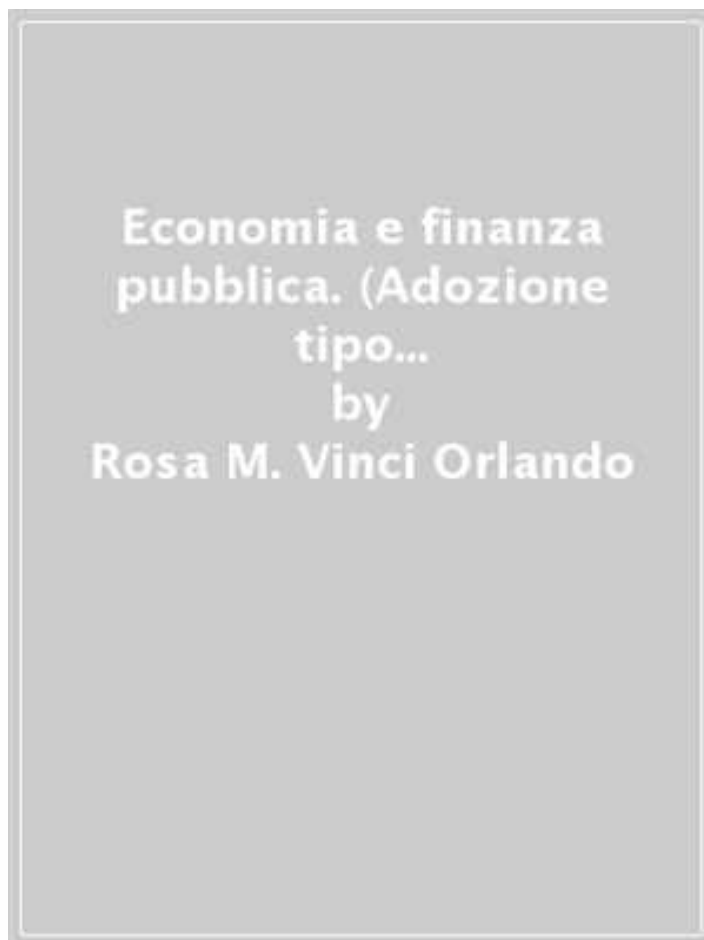 Economia e finanza
pubblica. (Adozione
tipo...
by
Rosa M. Vinci Orlando